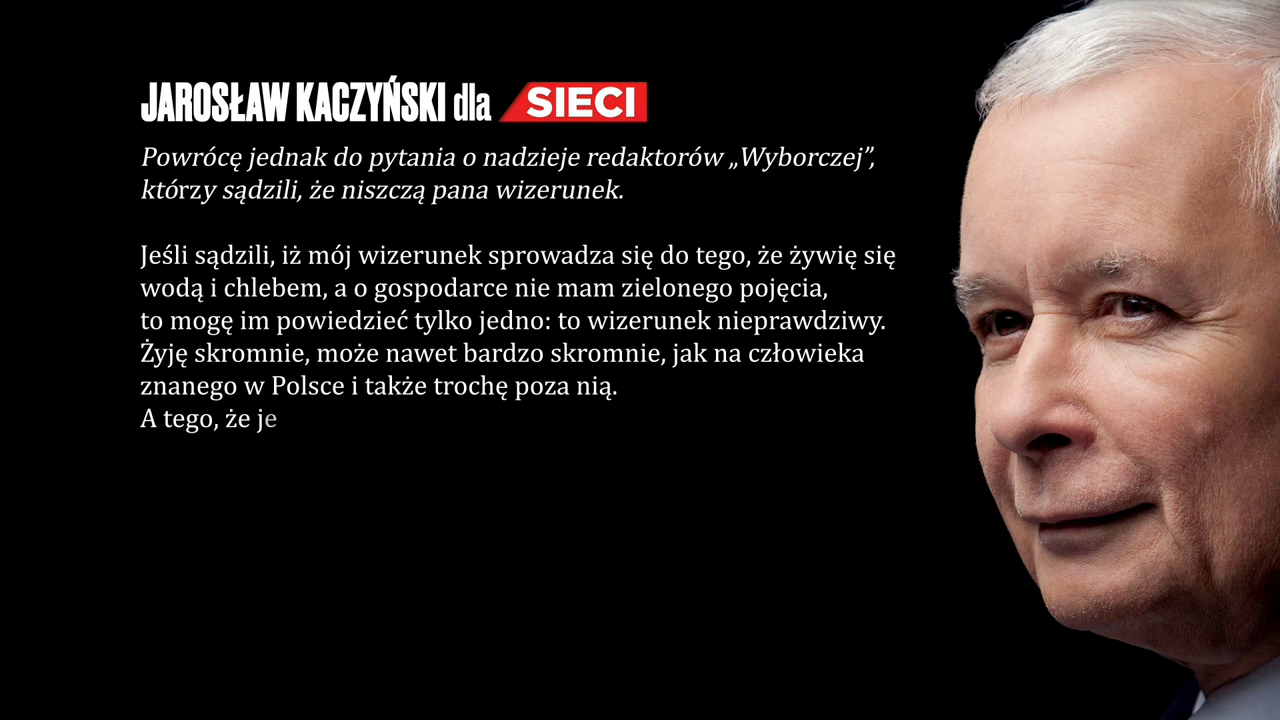 JAROSŁAW KACZYŃSKI dla SIECI
Powrócę jednak do pytania o nadzieje redaktorów „Wyborczej”,
którzy sądzili, że niszczą pana wizerunek.
Jeśli sądzili, iż mój wizerunek sprowadza się do tego, że żywię się
wodą i chlebem, a o gospodarce nie mam zielonego pojęcia,
to mogę im powiedzieć tylko jedno: to wizerunek nieprawdziwy.
Żyję skromnie, może nawet bardzo skromnie, jak na człowieka
znanego w Polsce i także trochę poza nią.
A tego, że je